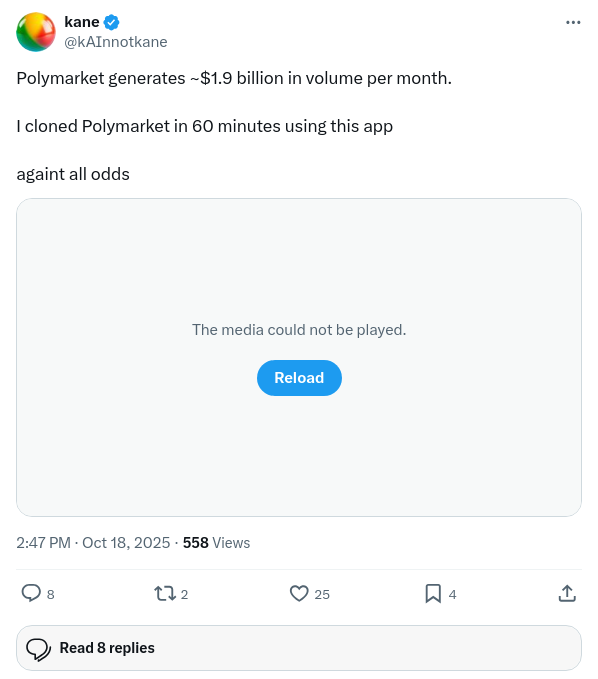 kane
@kAInnotkane
Polymarket generates ~$1.9 billion in volume per month.
I cloned Polymarket in 60 minutes using this app
againt all odds
The media could not be played.
Reload
2:47 PM · Oct 18, 2025 · 558 Views
8 2 25 4
Read 8 replies